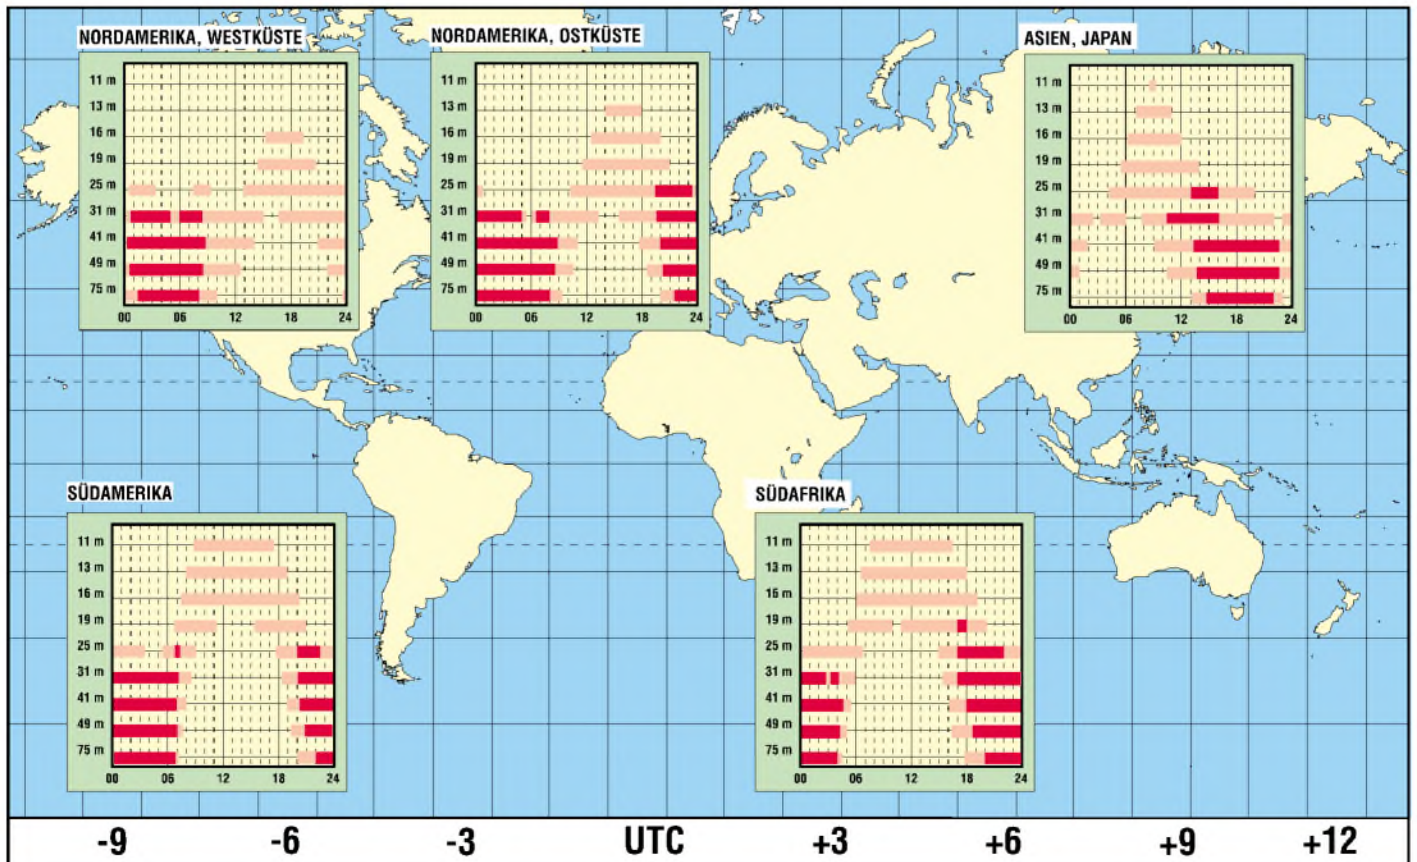 NORDAMERIKA, WESTKÜSTE
11 m
13 m
16 m
19 m
25 m
31 m
41 m
49 m
75 m
00 06 12 18 24
NORDAMERIKA, OSTKÜSTE
11 m
13 m
16 m
19 m
25 m
31 m
41 m
49 m
75 m
00 06 12 18 24
ASIEN, JAPAN
11 m
13 m
16 m
19 m
25 m
31 m
41 m
49 m
75 m
00 06 12 18 24
SÜDAMERIKA
11 m
13 m
16 m
19 m
25 m
31 m
41 m
49 m
75 m
00 06 12 18 24
SÜDAFRIKA
11 m
13 m
16 m
19 m
25 m
31 m
41 m
49 m
75 m
00 06 12 18 24
-9 -6 -3 UTC +3 +6 +9 +12